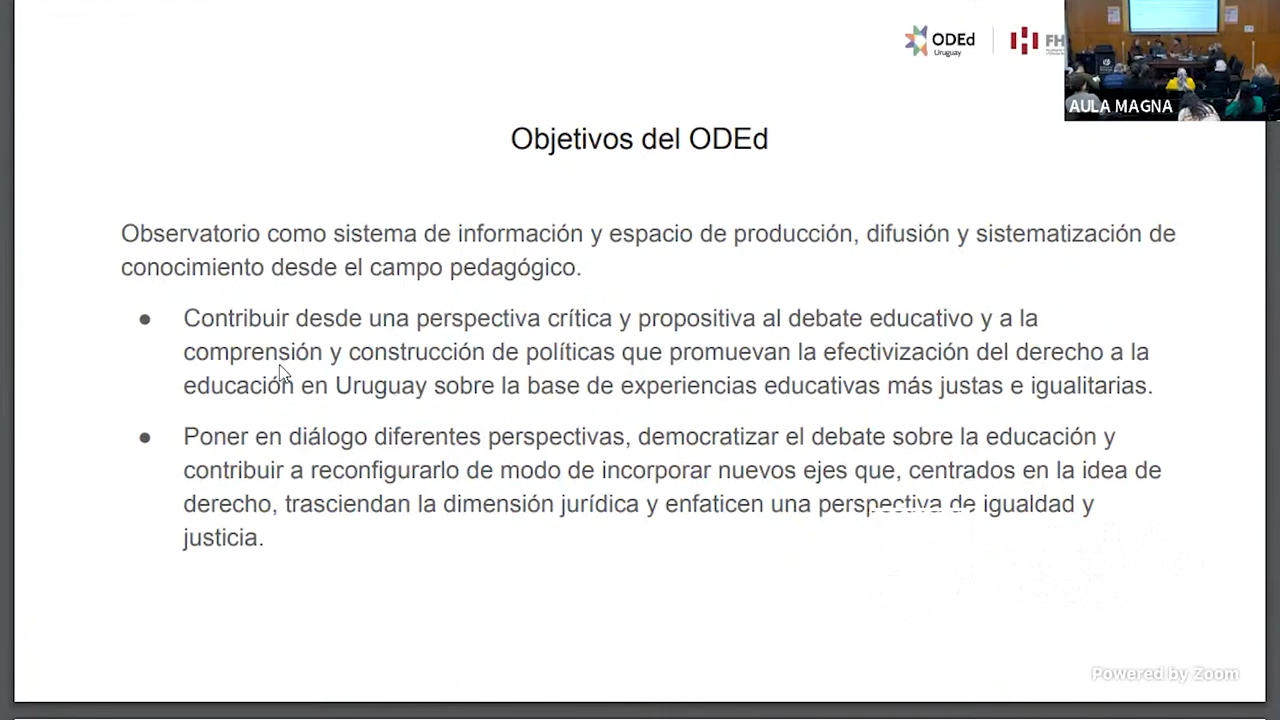 ODEd
Uruguay
FH
AULA MAGNA
Objetivos del ODEd
Observatorio como sistema de información y espacio de producción, difusión y sistematización de
conocimiento desde el campo pedagógico.
● Contribuir desde una perspectiva crítica y propositiva al debate educativo y a la
comprensión y construcción de políticas que promuevan la efectivización del derecho a la
educación en Uruguay sobre la base de experiencias educativas más justas e igualitarias.
● Poner en diálogo diferentes perspectivas, democratizar el debate sobre la educación y
contribuir a reconfigurarlo de modo de incorporar nuevos ejes que, centrados en la idea de
derecho, trasciendan la dimensión jurídica y enfaticen una perspectiva de igualdad y
justicia.
Powered by Zoom